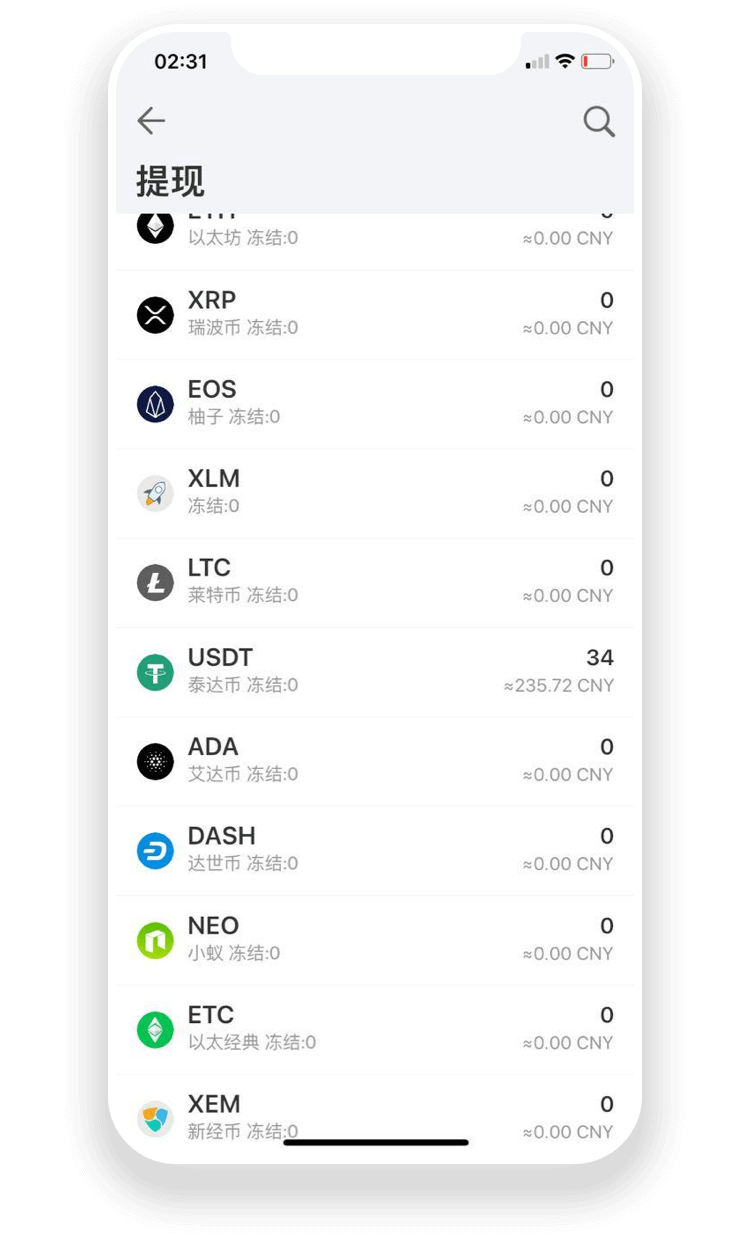 02:31
提现
ETH 0
以太坊 冻结:0 ≈0.00 CNY
XRP 0
瑞波币 冻结:0 ≈0.00 CNY
EOS 0
柚子 冻结:0 ≈0.00 CNY
XLM 0
冻结:0 ≈0.00 CNY
LTC 0
莱特币 冻结:0 ≈0.00 CNY
USDT 34
泰达币 冻结:0 ≈235.72 CNY
ADA 0
艾达币 冻结:0 ≈0.00 CNY
DASH 0
达世币 冻结:0 ≈0.00 CNY
NEO 0
小蚁 冻结:0 ≈0.00 CNY
ETC 0
以太经典 冻结:0 ≈0.00 CNY
XEM 0
新经币 冻结:0 ≈0.00 CNY